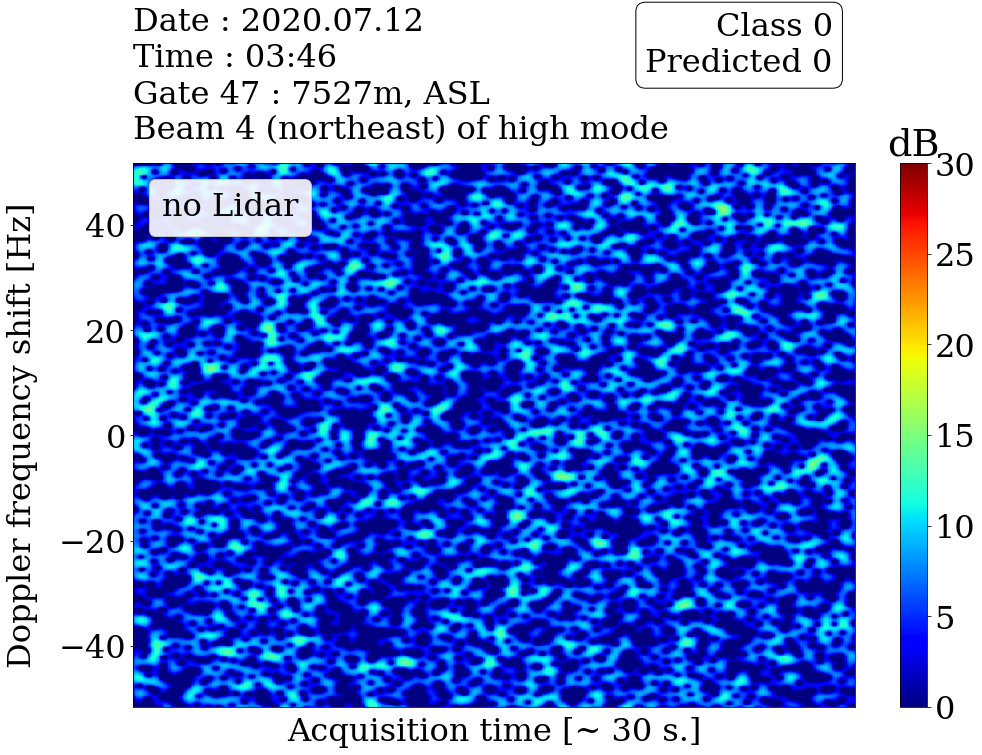 Date : 2020.07.12
Time : 03:46
Gate 47 : 7527m, ASL
Beam 4 (northeast) of high mode
Class 0
Predicted 0
dB
no Lidar
Doppler frequency shift [Hz]
40
20
0
−20
−40
30
25
20
15
10
5
0
Acquisition time [~ 30 s.]